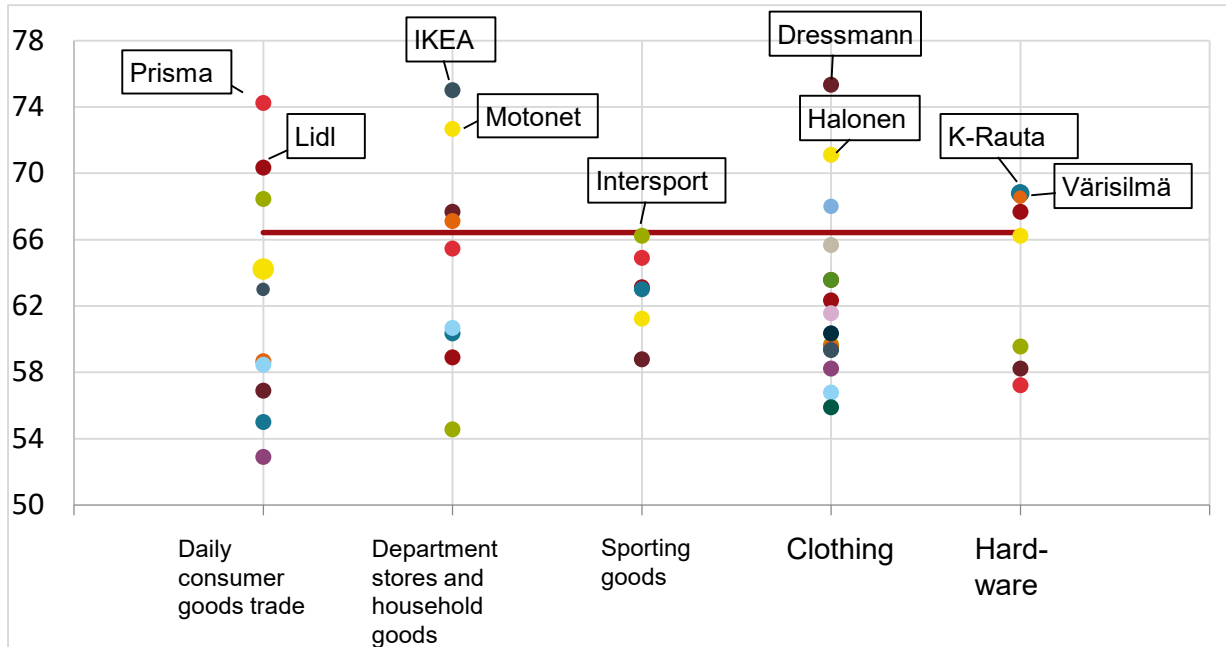 78
74
70
66
62
58
54
50
Prisma
Lidl
IKEA
Motonet
Intersport
Dressmann
Halonen
K-Rauta
Värisilmä
Daily
consumer
goods trade
Department
stores and
household
goods
Sporting
goods
Clothing
Hard-
ware